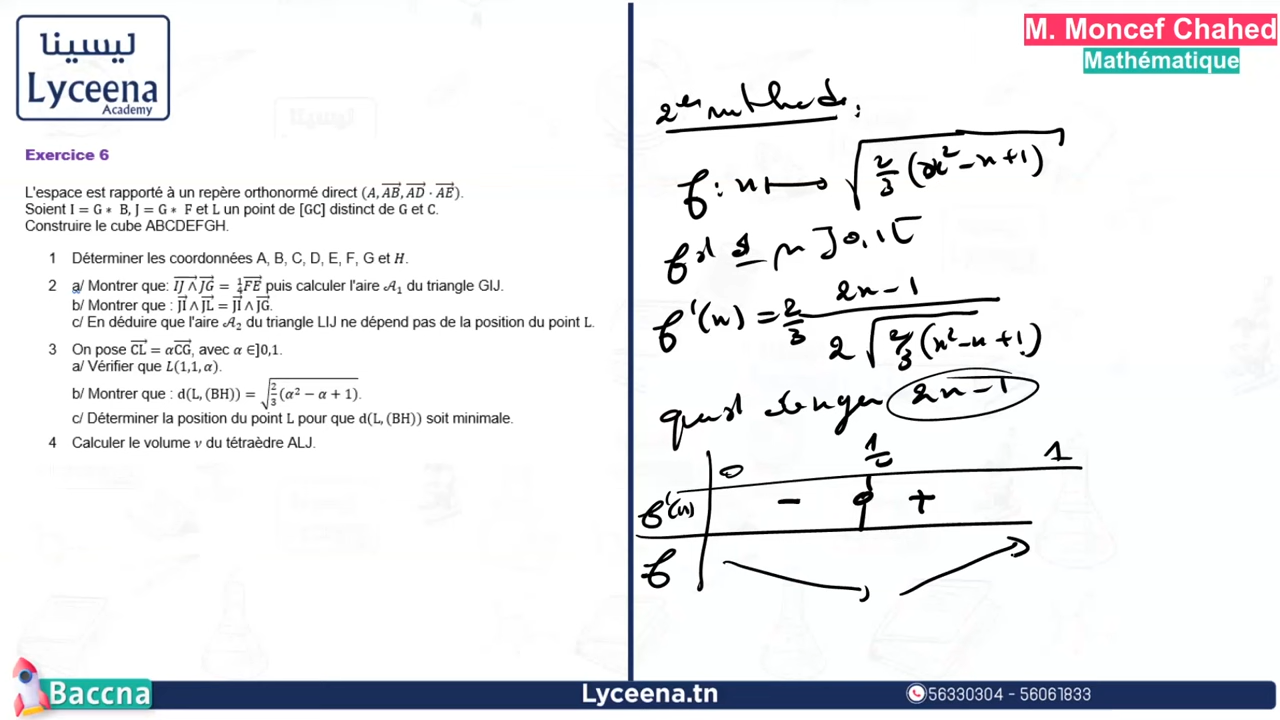 ليسينا
Lyceena
Academy
M. Moncef Chahed
Mathématique
Exercice 6
L'espace est rapporté à un repère orthonormé direct (A, AB, AD · AE).
Soient I = G ∗ B, J = G ∗ F et L un point de [GC] distinct de G et C.
Construire le cube ABCDEFGH.
1 Déterminer les coordonnées A, B, C, D, E, F, G et H.
2 a/ Montrer que: IJ ∧ JG = 1/4 FE puis calculer l'aire 𝒜₁ du triangle GIJ.
b/ Montrer que : JI ∧ JL = JI ∧ JG.
c/ En déduire que l'aire 𝒜₂ du triangle LIJ ne dépend pas de la position du point L.
3 On pose CL = αCG, avec α ∈]0,1.
a/ Vérifier que L(1,1, α).
b/ Montrer que : d(L, (BH)) = √(2/3 (α² − α + 1)).
c/ Déterminer la position du point L pour que d(L, (BH)) soit minimale.
4 Calculer le volume v du tétraèdre ALJ.
f : x ↦ √(2/3 (x² − x + 1))
]0,1[
f'(x) = 2/3 (2x − 1) / (2 √(2/3 (x² − x + 1)))
2x − 1
0 1/2 1
f'(x) − 0 +
f
Baccna
Lyceena.tn
56330304 - 56061833